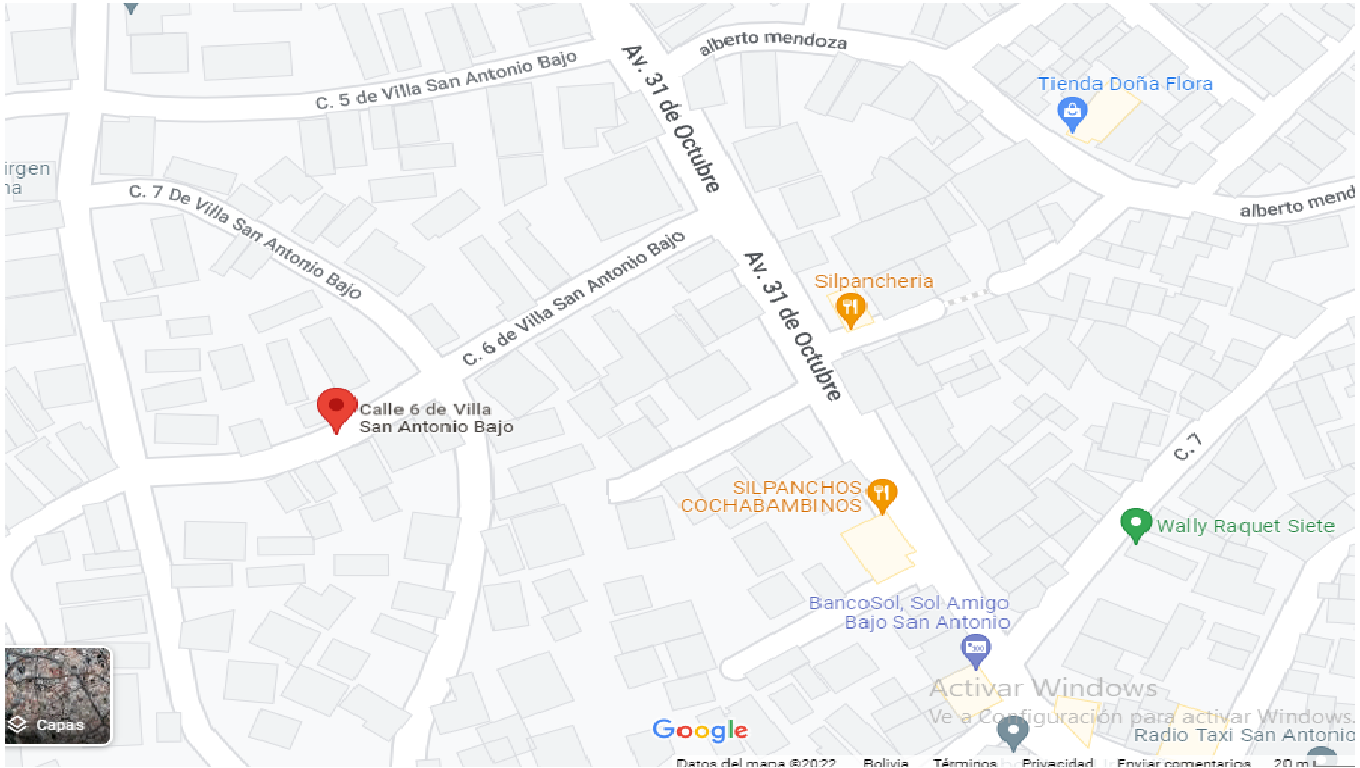 alberto mendoza
C. 5 de Villa San Antonio Bajo
Av. 31 de Octubre
Tienda Doña Flora
irgen
na
C. 7 De Villa San Antonio Bajo
alberto mend
C. 6 de Villa San Antonio Bajo
Av. 31 de Octubre
Silpancheria
Calle 6 de Villa
San Antonio Bajo
C. 7
SILPANCHOS
COCHABAMBINOS
Wally Raquet Siete
BancoSol, Sol Amigo
Bajo San Antonio
Activar Windows
Ve a Configuración para activar Windows.
Capas
Google
Radio Taxi San Antonio
Datos del mapa ©2022 Bolivia Términos Privacidad Enviar comentarios 20 m